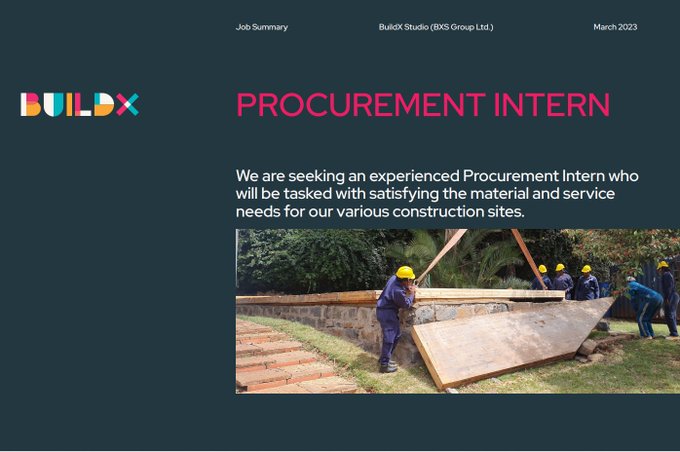 Job Summary
BuildX Studio (BXS Group Ltd.)
March 2023
BUILDX
PROCUREMENT INTERN
We are seeking an experienced Procurement Intern who
will be tasked with satisfying the material and service
needs for our various construction sites.